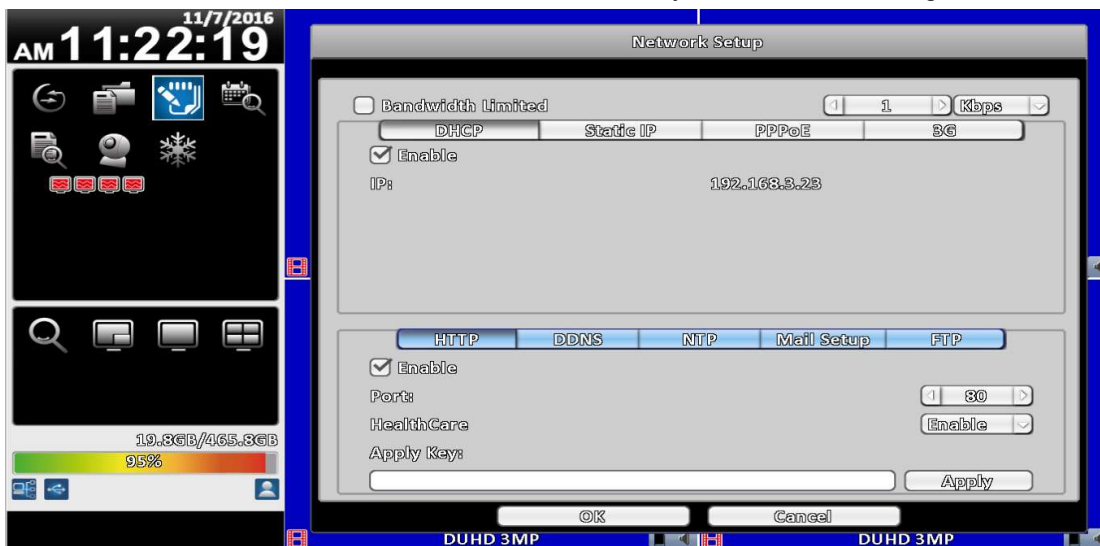 11/7/2016
AM 11:22:19
Network Setup
Bandwidth Limited 1 Kbps
DHCP Static IP PPPoE 3G
Enable
IP: 192.168.3.23
HTTP DDNS NTP Mail Setup FTP
Enable
Port: 80
HealthCare Enable
Apply Key:
Apply
OK Cancel
19.8GB/465.8GB
95%
DUHD 3MP DUHD 3MP